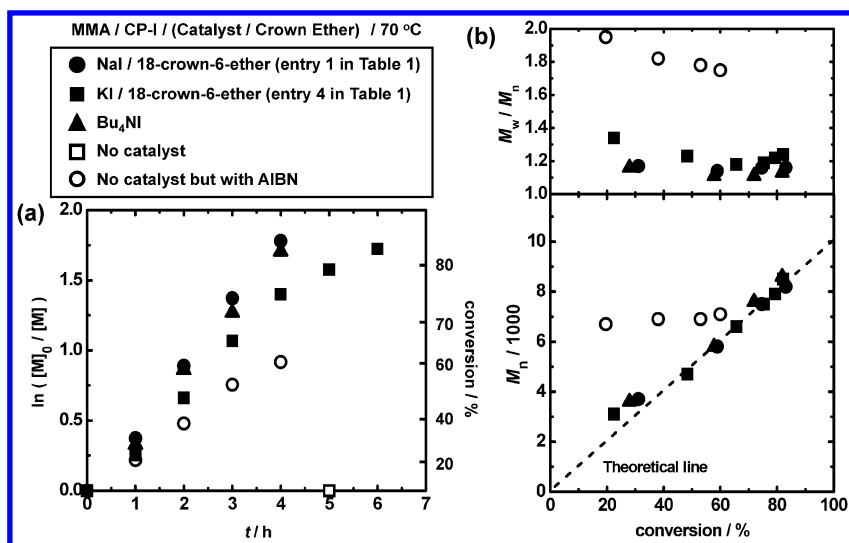 MMA / CP-I / (Catalyst / Crown Ether) / 70 °C
NaI / 18-crown-6-ether (entry 1 in Table 1)
KI / 18-crown-6-ether (entry 4 in Table 1)
Bu4NI
No catalyst
No catalyst but with AIBN
(a)
2.0
1.5
1.0
0.5
0.0
ln ( [M]0 / [M] )
0 1 2 3 4 5 6 7
t / h
80
70
60
40
20
conversion / %
(b)
2.0
1.8
1.6
1.4
1.2
1.0
Mw / Mn
10
8
6
4
2
0
Mn / 1000
Theoretical line
0 20 40 60 80 100
conversion / %